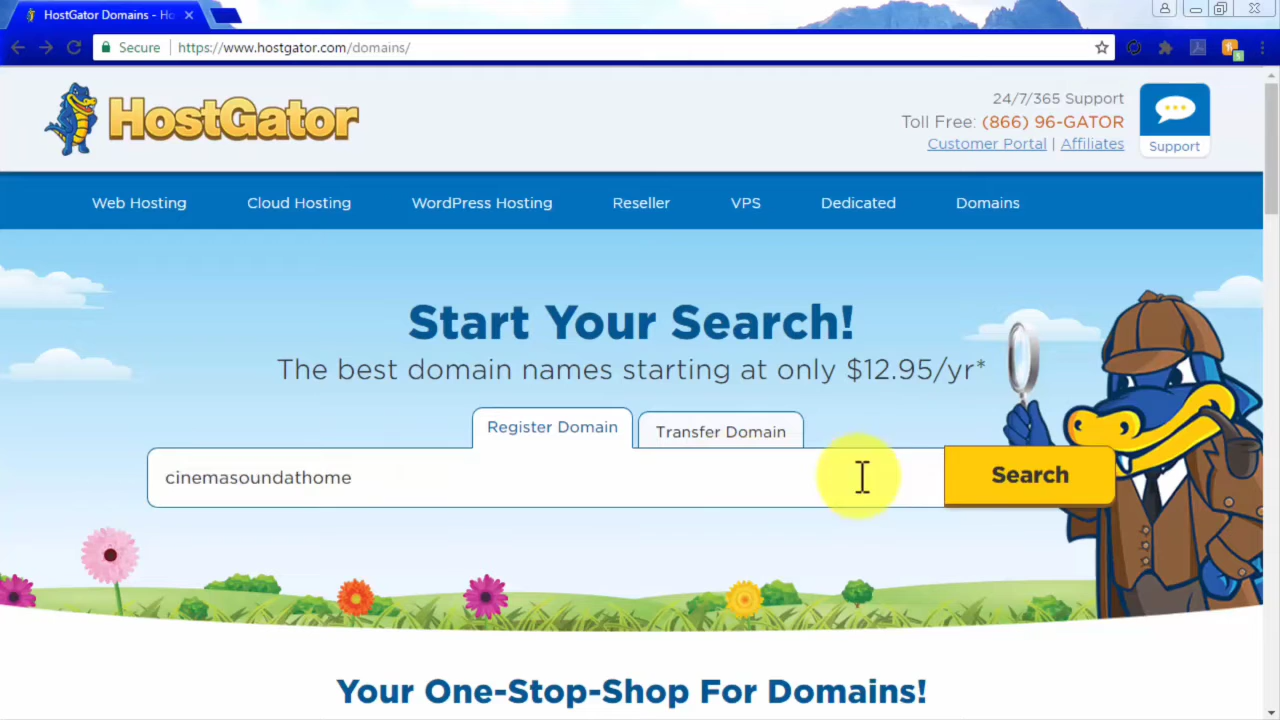 HostGator Domains - Ho
Secure
https://www.hostgator.com/domains/
HostGator
24/7/365 Support
Toll Free: (866) 96-GATOR
Customer Portal | Affiliates
Support
Web Hosting
Cloud Hosting
WordPress Hosting
Reseller
VPS
Dedicated
Domains
Start Your Search!
The best domain names starting at only $12.95/yr*
Register Domain
Transfer Domain
cinemasoundathome
Search
Your One-Stop-Shop For Domains!